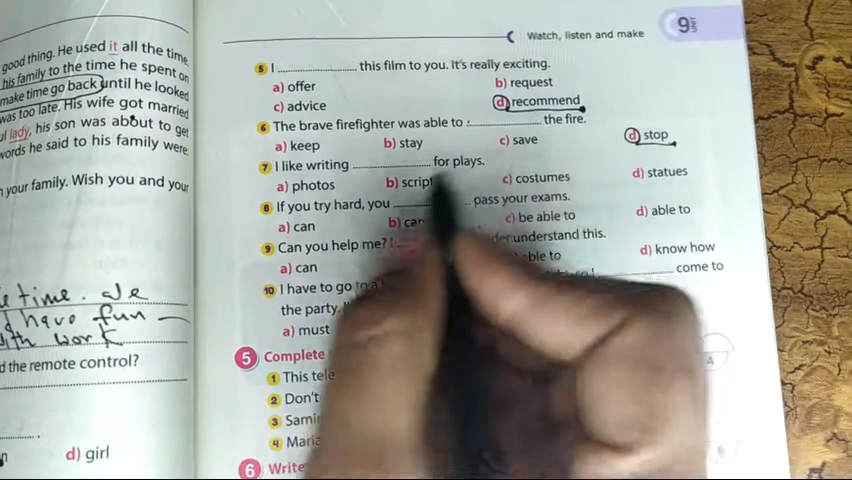 good thing. He used it all the time.
his family to the time he spent on
make time go back until he looked
was too late. His wife got married
lady, his son was about to get
words he said to his family were:
your family. Wish you and your
time. We
have fun
with work
the remote control?
d) girl
Watch, listen and make
9 UNIT
5 I .................... this film to you. It's really exciting.
a) offer b) request
c) advice d) recommend
6 The brave firefighter was able to .................... the fire.
a) keep b) stay c) save d) stop
7 I like writing .................... for plays.
a) photos b) script c) costumes d) statues
8 If you try hard, you .................... pass your exams.
a) can b) can c) be able to d) able to
9 Can you help me? understand this.
a) can able to d) know how
10 I have to go to a .................... come to
the party.
a) must
4
5 Complete
1 This tele
2 Don't
3 Samir
4 Maria
6 Write